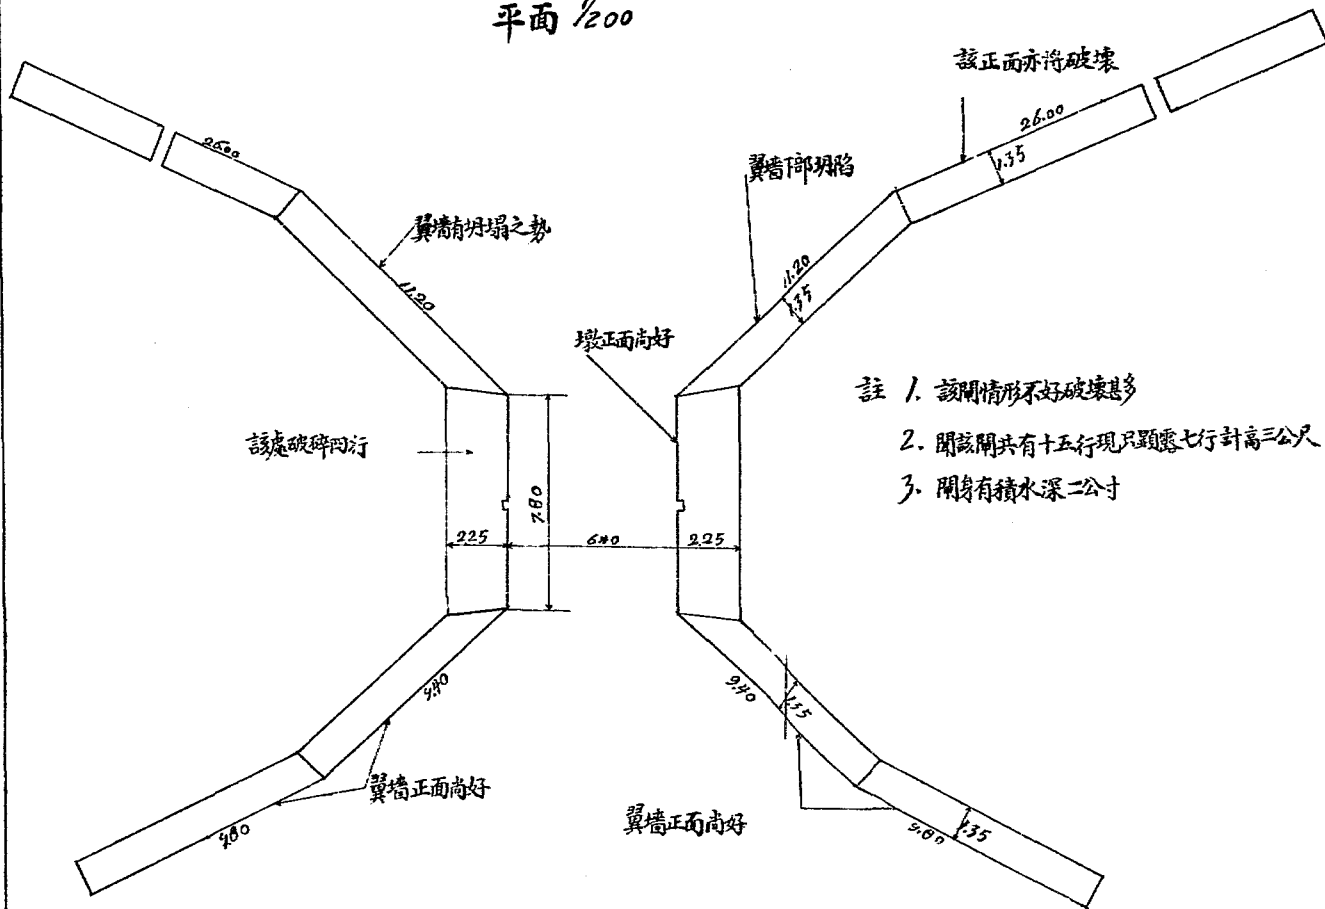 平面 1/200
該正面亦將破壞
26.00
26.00
1.35
翼墻下部坍陷
翼墻有坍塌之勢
11.20
11.20
1.35
墩正面尚好
註 1. 該閘情形不好破壞甚多
2. 聞該閘共有十五行現只顯露七行計高三公尺
3. 閘身有積水深二公寸
該處破碎四行
7.80
2.25
6.40
2.25
9.40
9.40
1.35
翼墻正面尚好
翼墻正面尚好
9.80
9.80
1.35